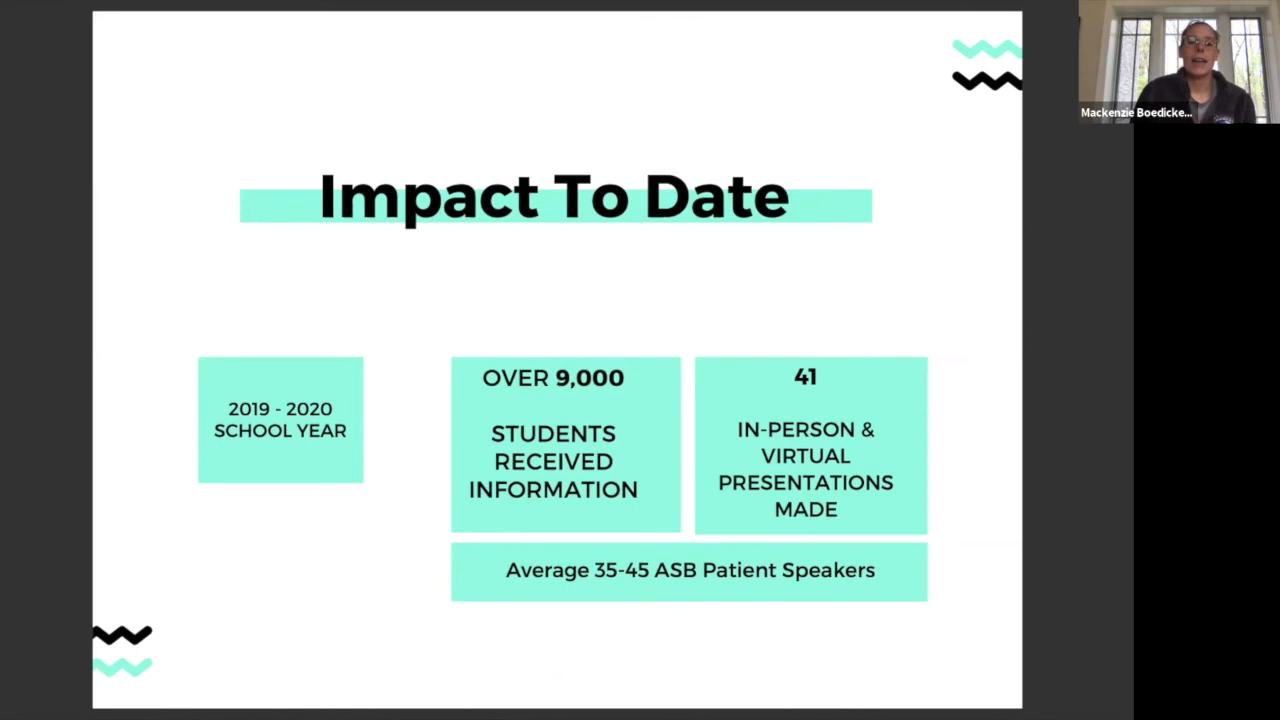 Impact To Date
2019 - 2020
SCHOOL YEAR
OVER 9,000
STUDENTS
RECEIVED
INFORMATION
41
IN-PERSON &
VIRTUAL
PRESENTATIONS
MADE
Average 35-45 ASB Patient Speakers
Mackenzie Boedicke...